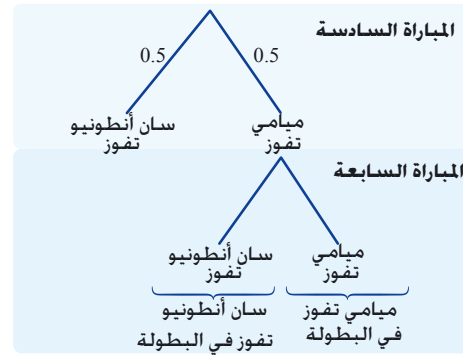 المباراة السادسة
0.5
0.5
ميامي
تفوز
سان أنطونيو
تفوز
المباراة السابعة
ميامي
تفوز
سان أنطونيو
تفوز
ميامي تفوز
في البطولة
سان أنطونيو
تفوز في البطولة